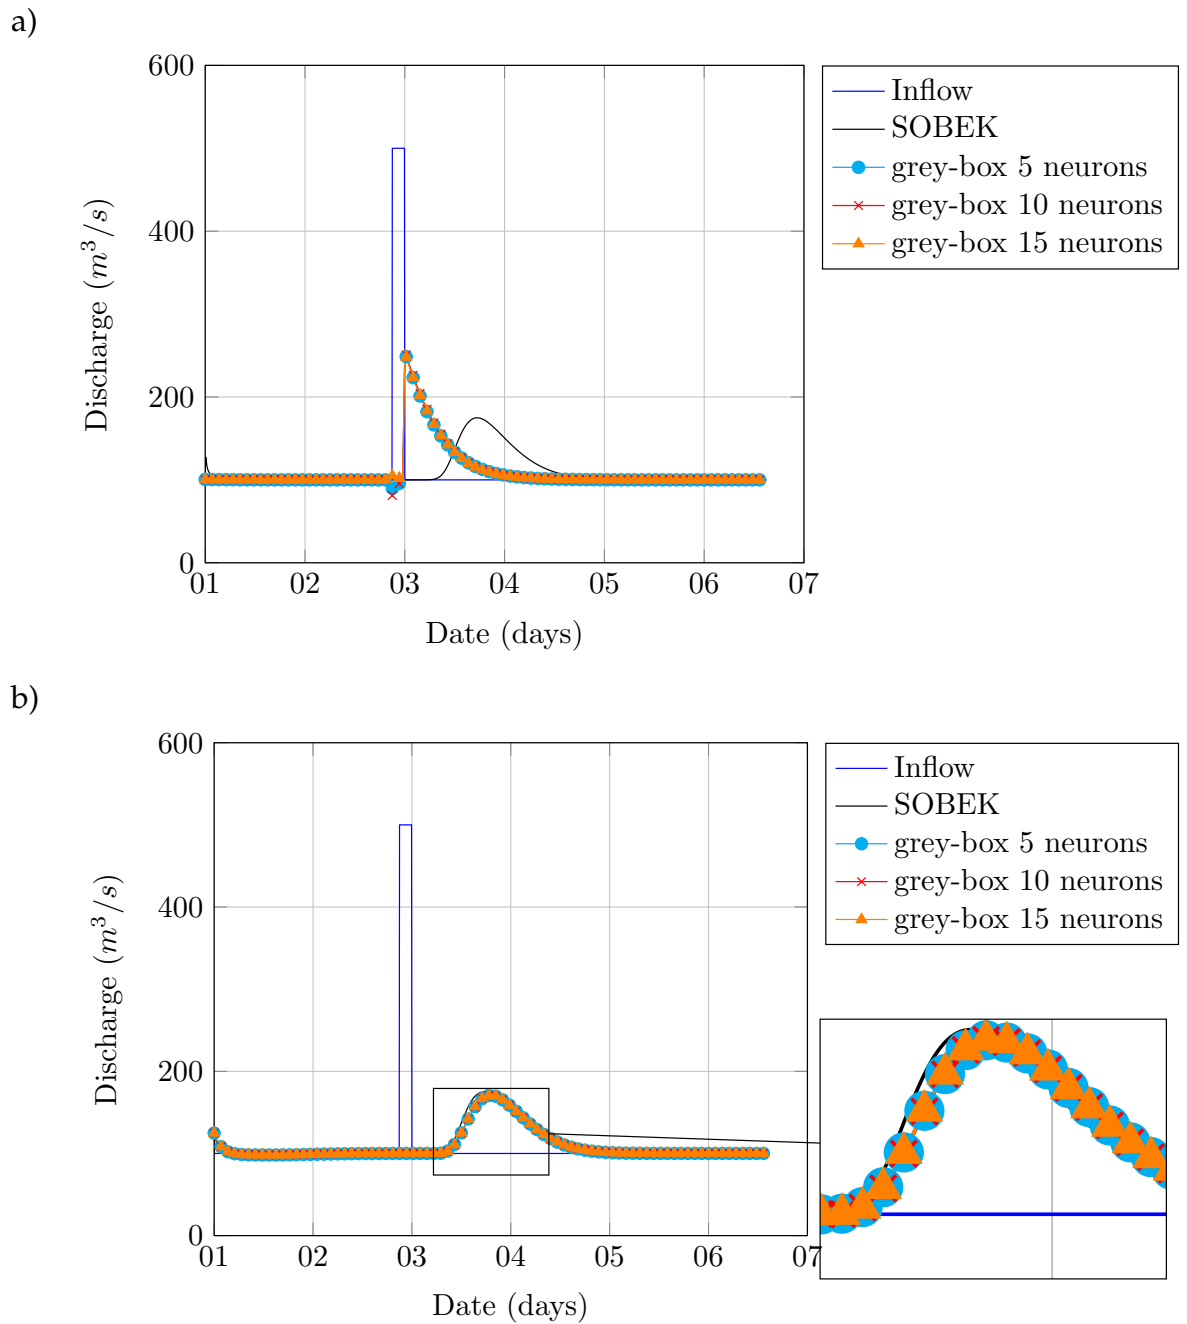 a)
600
400
200
0
Discharge (m³/s)
01 02 03 04 05 06 07
Date (days)
Inflow
SOBEK
grey-box 5 neurons
grey-box 10 neurons
grey-box 15 neurons
b)
600
400
200
0
Discharge (m³/s)
01 02 03 04 05 06 07
Date (days)
Inflow
SOBEK
grey-box 5 neurons
grey-box 10 neurons
grey-box 15 neurons